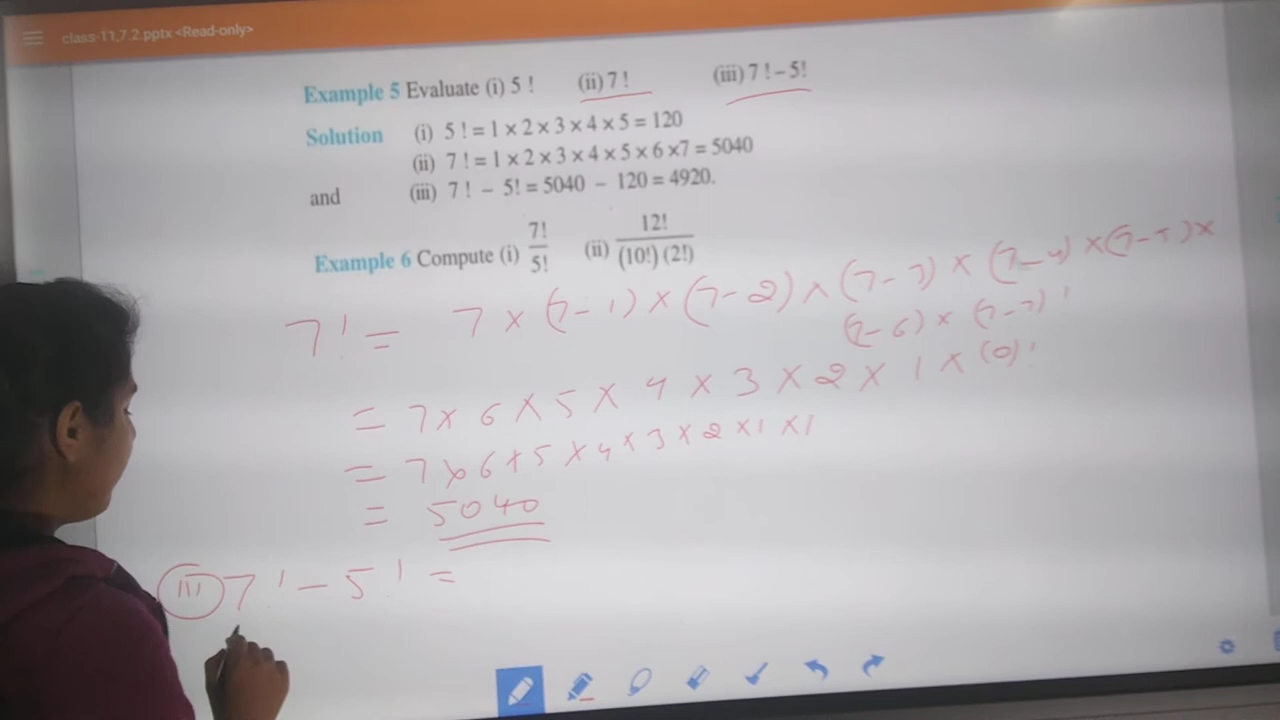 class-11,7.2.pptx <Read-only>
Example 5 Evaluate (i) 5 ! (ii) 7 ! (iii) 7 ! – 5!
Solution (i) 5 ! = 1 × 2 × 3 × 4 × 5 = 120
(ii) 7 ! = 1 × 2 × 3 × 4 × 5 × 6 ×7 = 5040
and (iii) 7 ! – 5! = 5040 – 120 = 4920.
Example 6 Compute (i) 7!/5! (ii) 12!/(10!) (2!)
7! = 7 × (7-1) × (7-2) × (7-3) × (7-4) × (7-5) ×
(7-6) × (7-7)!
= 7 × 6 × 5 × 4 × 3 × 2 × 1 × (0)!
= 7 × 6 × 5 × 4 × 3 × 2 × 1 × 1
= 5040
(iii) 7! - 5! =